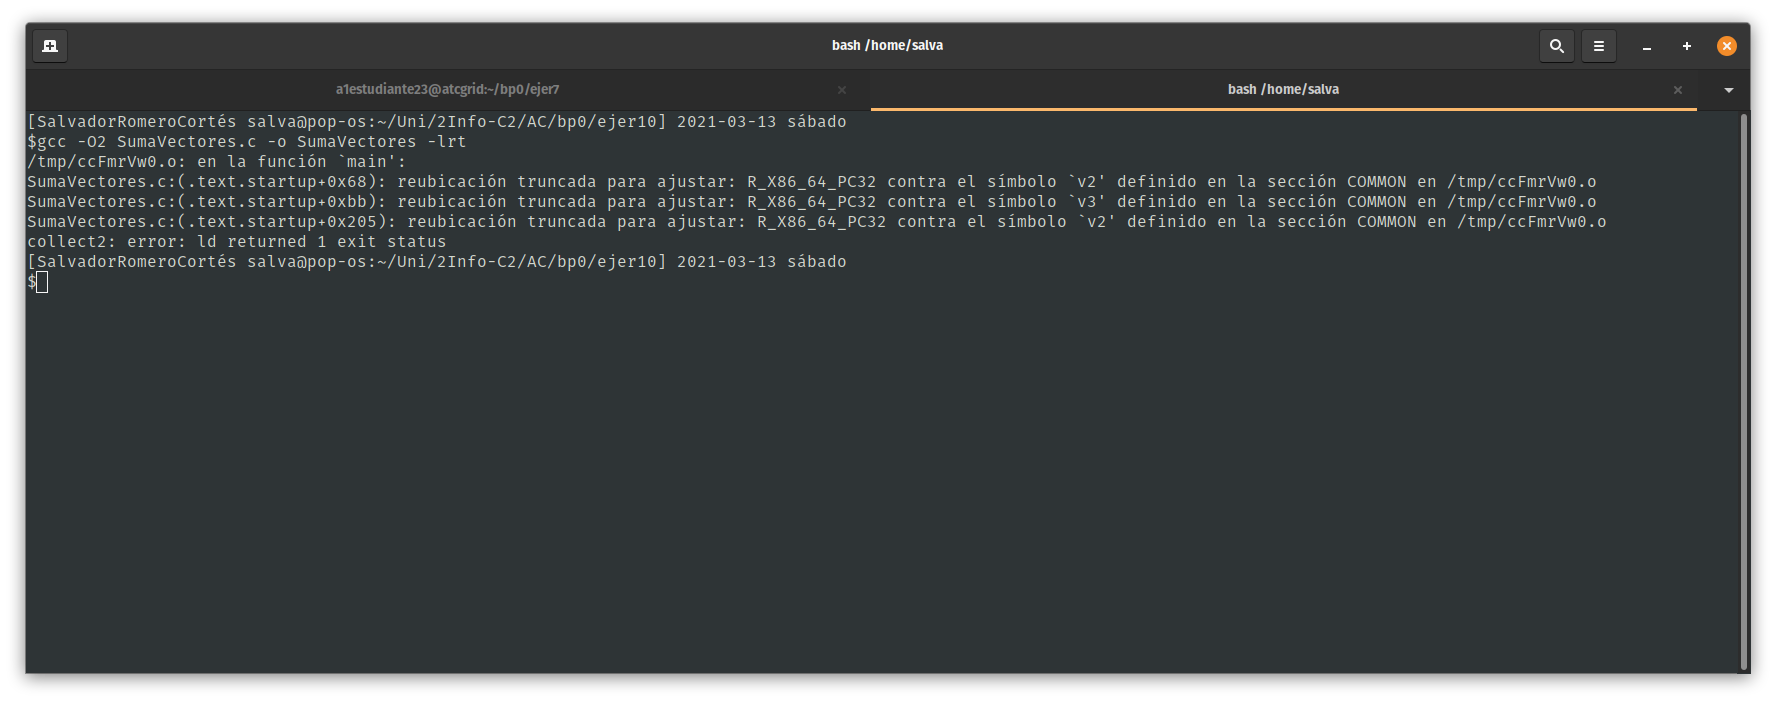 bash /home/salva
a1estudiante23@atcgrid:~/bp0/ejer7
bash /home/salva
[SalvadorRomeroCortés salva@pop-os:~/Uni/2Info-C2/AC/bp0/ejer10] 2021-03-13 sábado
$gcc -O2 SumaVectores.c -o SumaVectores -lrt
/tmp/ccFmrVw0.o: en la función `main':
SumaVectores.c:(.text.startup+0x68): reubicación truncada para ajustar: R_X86_64_PC32 contra el símbolo `v2' definido en la sección COMMON en /tmp/ccFmrVw0.o
SumaVectores.c:(.text.startup+0xbb): reubicación truncada para ajustar: R_X86_64_PC32 contra el símbolo `v3' definido en la sección COMMON en /tmp/ccFmrVw0.o
SumaVectores.c:(.text.startup+0x205): reubicación truncada para ajustar: R_X86_64_PC32 contra el símbolo `v2' definido en la sección COMMON en /tmp/ccFmrVw0.o
collect2: error: ld returned 1 exit status
[SalvadorRomeroCortés salva@pop-os:~/Uni/2Info-C2/AC/bp0/ejer10] 2021-03-13 sábado
$